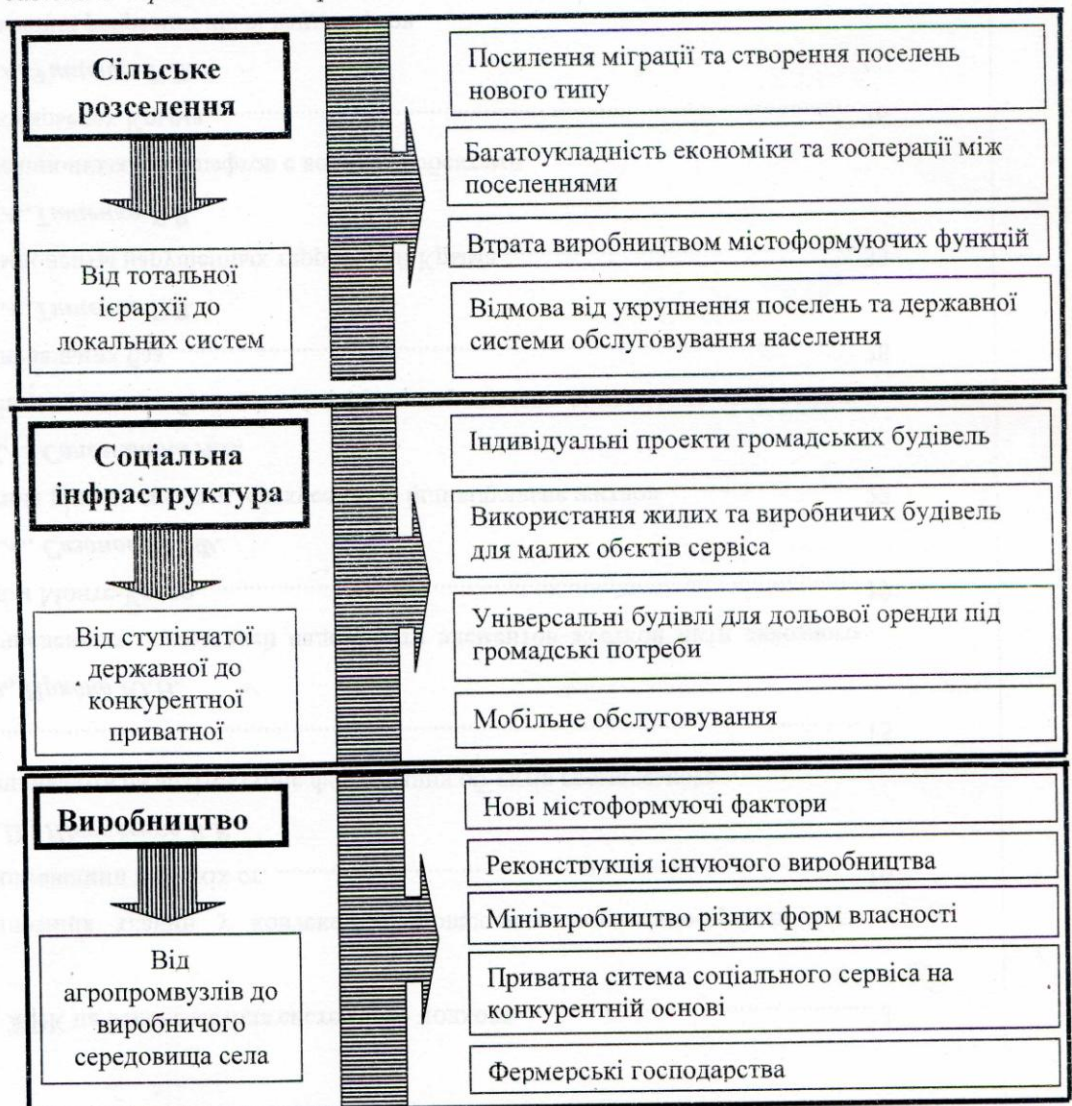 Сільське
розселення
Від тотальної
ієрархії до
локальних систем
Посилення міграції та створення поселень
нового типу
Багатоукладність економіки та кооперації між
поселеннями
Втрата виробництвом містоформуючих функцій
Відмова від укрупнення поселень та державної
системи обслуговування населення
Соціальна
інфраструктура
Від ступінчатої
державної до
конкурентної
приватної
Індивідуальні проекти громадських будівель
Використання жилих та виробничих будівель
для малих обєктів сервіса
Універсальні будівлі для дольової оренди під
громадські потреби
Мобільне обслуговування
Виробництво
Від
агропромвузлів до
виробничого
середовища села
Нові містоформуючі фактори
Реконструкція існуючого виробництва
Мінівиробництво різних форм власності
Приватна ситема соціального сервіса на
конкурентній основі
Фермерські господарства